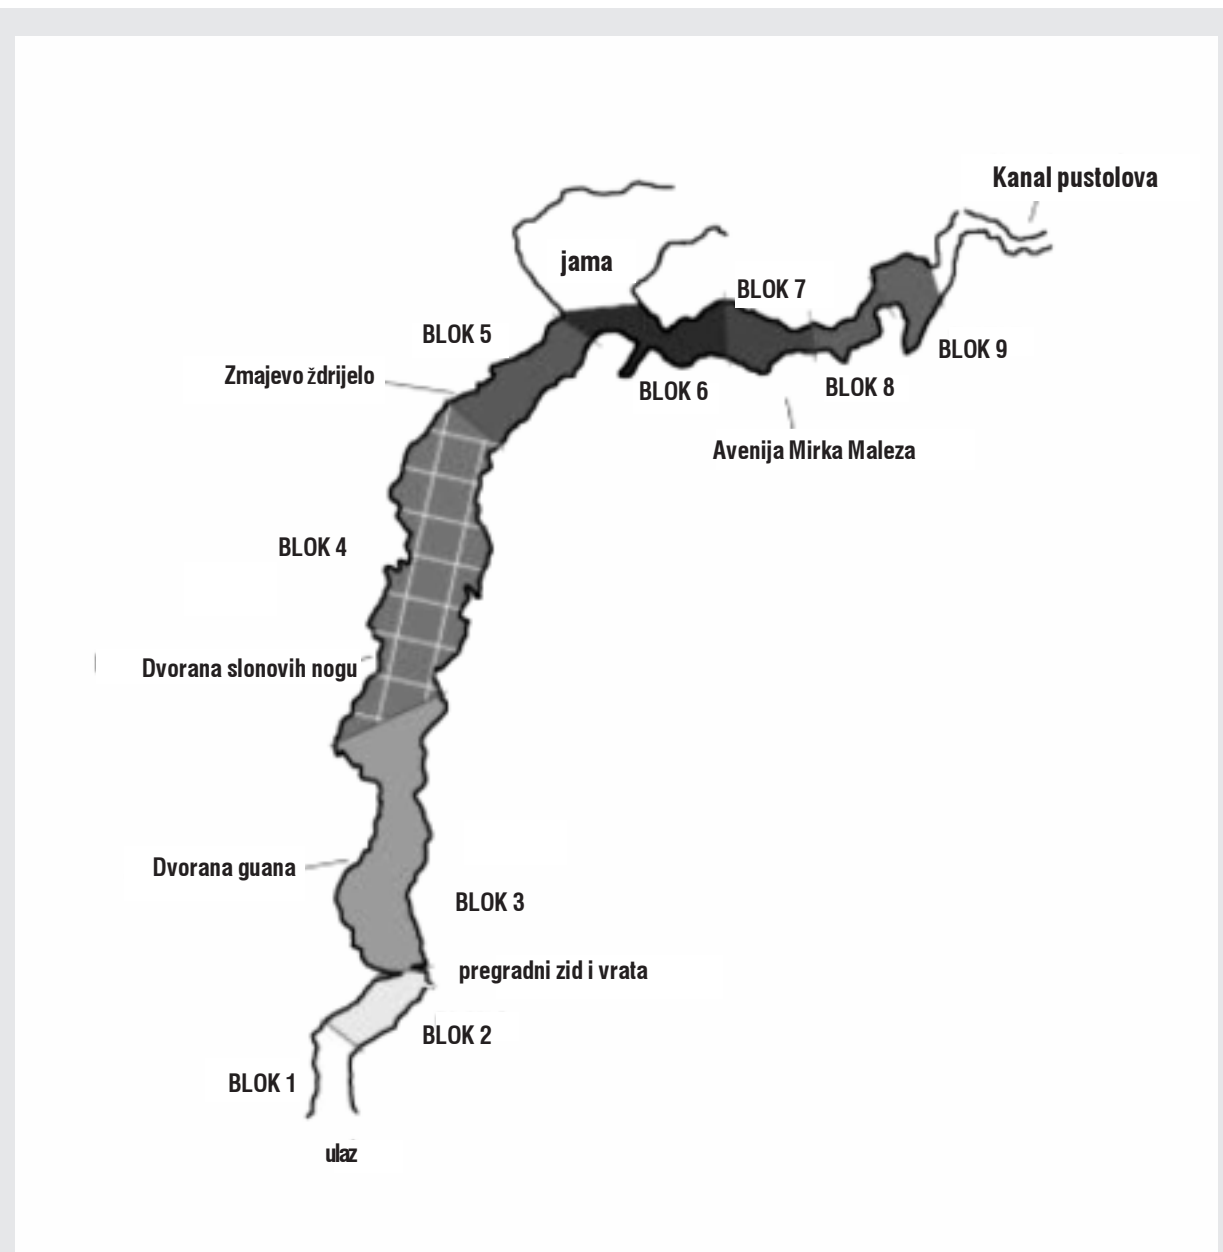 Kanal pustolova
jama
BLOK 7
BLOK 5
BLOK 9
Zmajevo ždrijelo
BLOK 6
BLOK 8
Avenija Mirka Maleza
BLOK 4
Dvorana slonovih nogu
Dvorana guana
BLOK 3
pregradni zid i vrata
BLOK 2
BLOK 1
ulaz